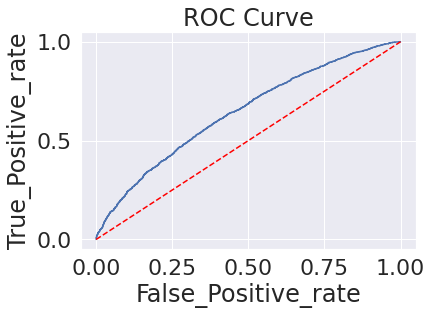 ROC Curve
True_Positive_rate
1.0
0.5
0.0
0.00 0.25 0.50 0.75 1.00
False_Positive_rate